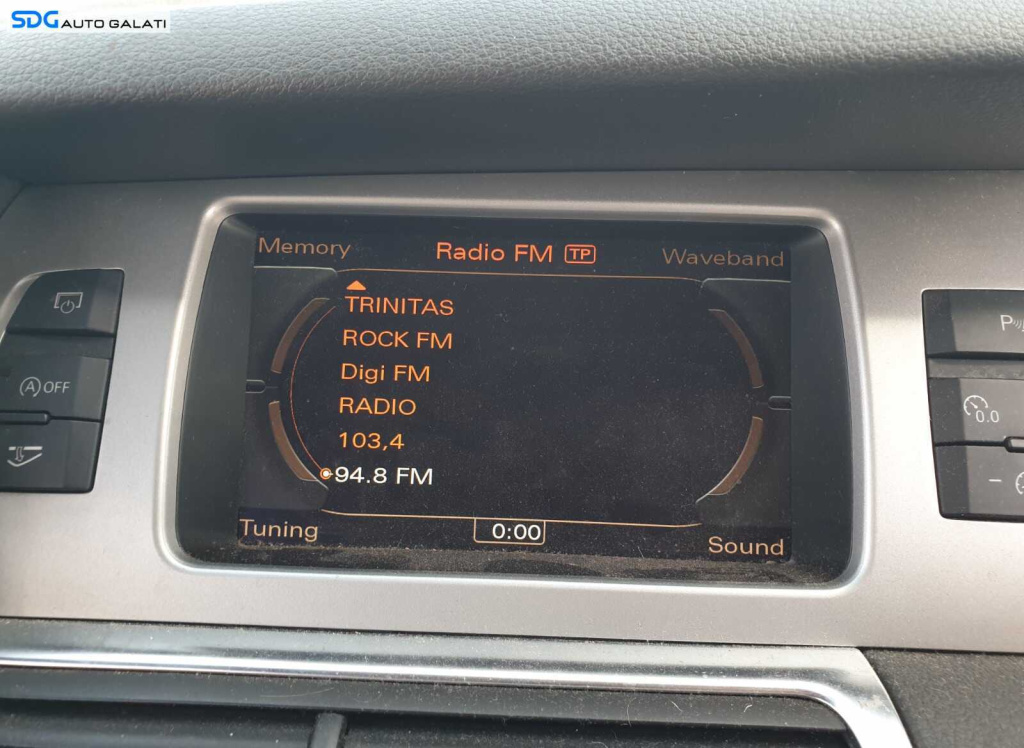 SDG AUTO GALATI
Memory
Radio FM TP
Waveband
TRINITAS
ROCK FM
Digi FM
RADIO
103,4
94.8 FM
Tuning
0:00
Sound
A OFF
P
0.0